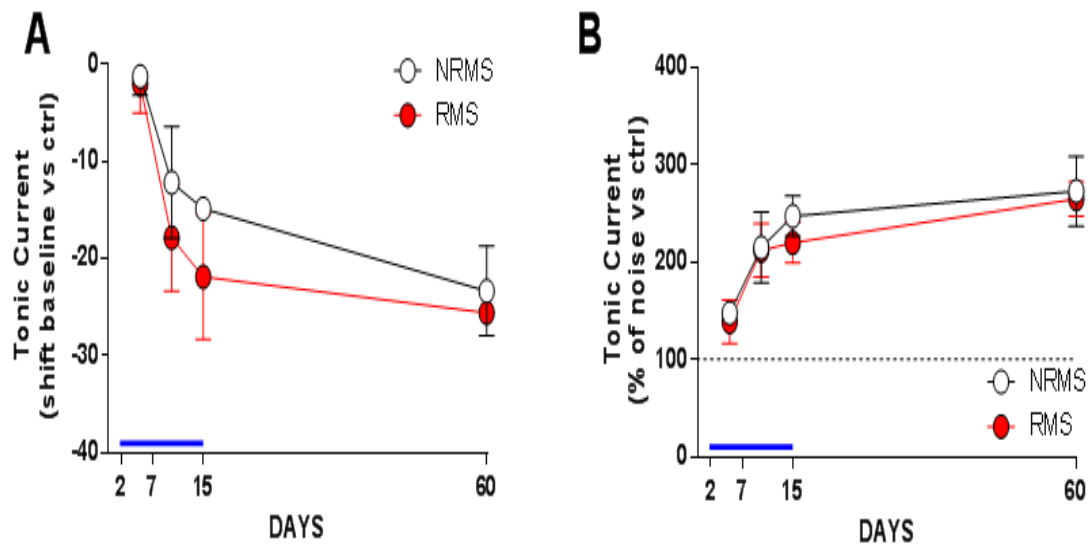 A
NRMS
RMS
Tonic Current
(shift baseline vs ctrl)
0
-10
-20
-30
-40
2 7 15 60
DAYS
B
Tonic Current
(% of noise vs ctrl)
400
300
200
100
0
NRMS
RMS
2 7 15 60
DAYS